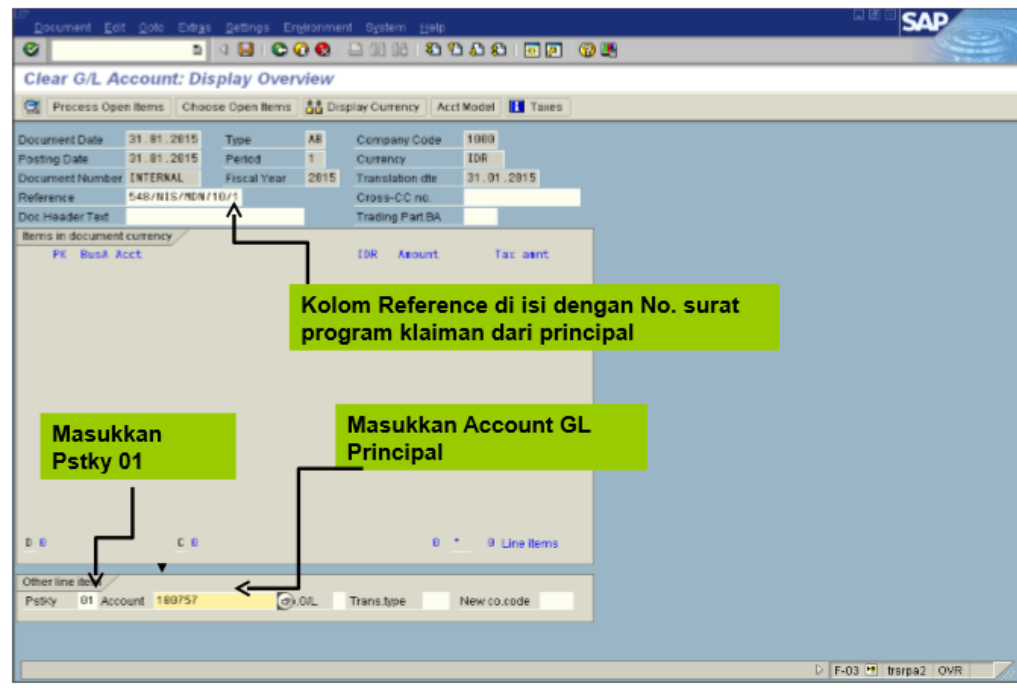 Document Edit Goto Extras Settings Environment System Help
SAP
Clear G/L Account: Display Overview
Process Open Items Choose Open Items Display Currency Acct Model Taxes
Document Date 31.01.2015 Type AB Company Code 1000
Posting Date 31.01.2015 Period 1 Currency IDR
Document Number INTERNAL Fiscal Year 2015 Translation dte 31.01.2015
Reference 548/NIS/MDN/10/1 Cross-CC no.
Doc.Header Text Trading Part.BA
Items in document currency
PK BusA Acct IDR Amount Tax amnt
Kolom Reference di isi dengan No. surat
program klaiman dari principal
Masukkan
Pstky 01
Masukkan Account GL
Principal
D 0 C 0 0 * 0 Line items
Other line item
Pstky 01 Account 180757 G/L Trans.type New co.code
F-03 trsrpa2 OVR